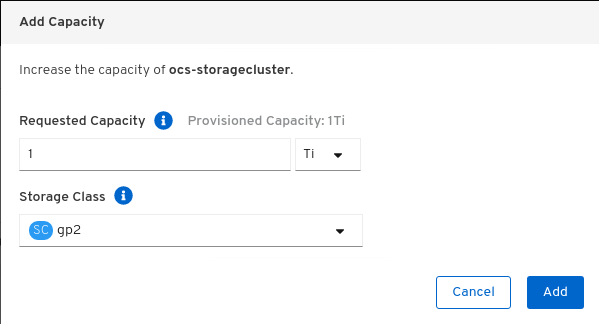 Add Capacity
Increase the capacity of ocs-storagecluster.
Requested Capacity Provisioned Capacity: 1Ti
1 Ti
Storage Class
SC gp2
Cancel Add